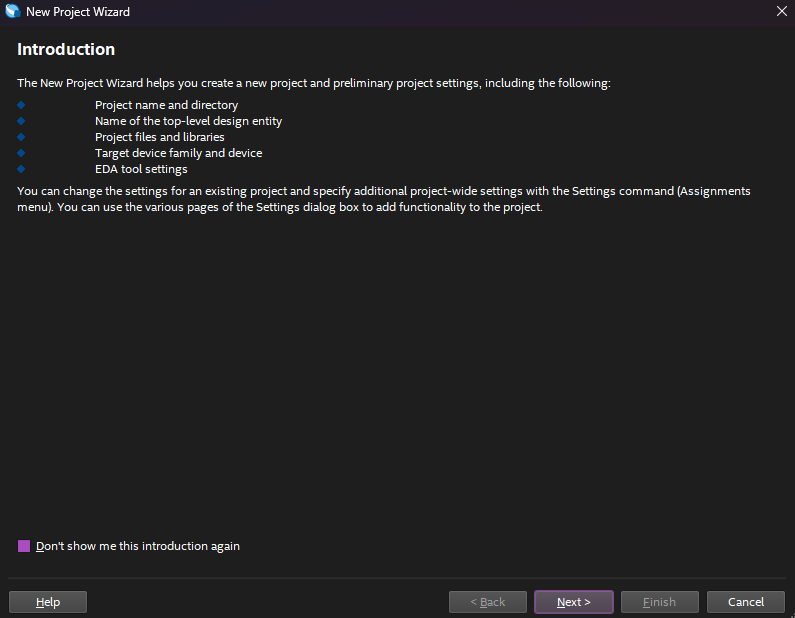 New Project Wizard
Introduction
The New Project Wizard helps you create a new project and preliminary project settings, including the following:
Project name and directory
Name of the top-level design entity
Project files and libraries
Target device family and device
EDA tool settings
You can change the settings for an existing project and specify additional project-wide settings with the Settings command (Assignments
menu). You can use the various pages of the Settings dialog box to add functionality to the project.
Don't show me this introduction again
Help
< Back
Next >
Finish
Cancel